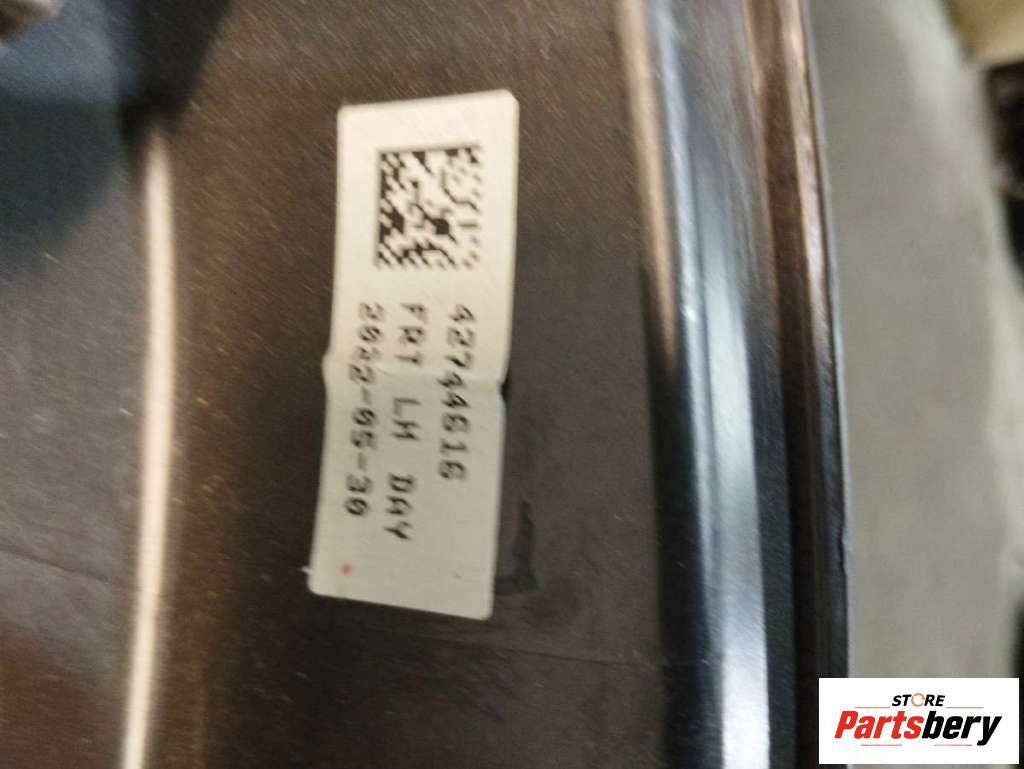 42744616
FRT LH DAY
2022-05-30
STORE
Partsbery